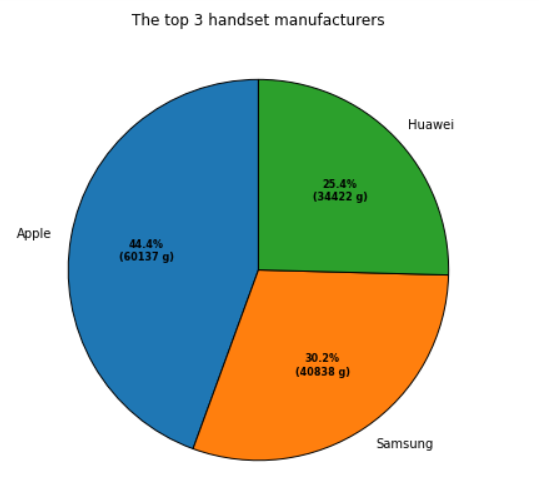 The top 3 handset manufacturers
Huawei
25.4%
(34422 g)
Apple
44.4%
(60137 g)
30.2%
(40838 g)
Samsung